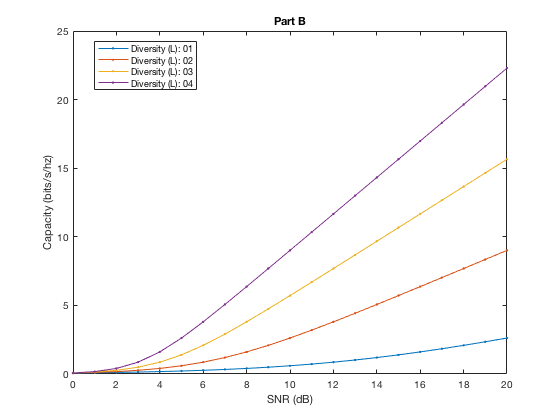 Part B
25
20
15
10
5
0
Capacity (bits/s/hz)
Diversity (L): 01
Diversity (L): 02
Diversity (L): 03
Diversity (L): 04
0 2 4 6 8 10 12 14 16 18 20
SNR (dB)